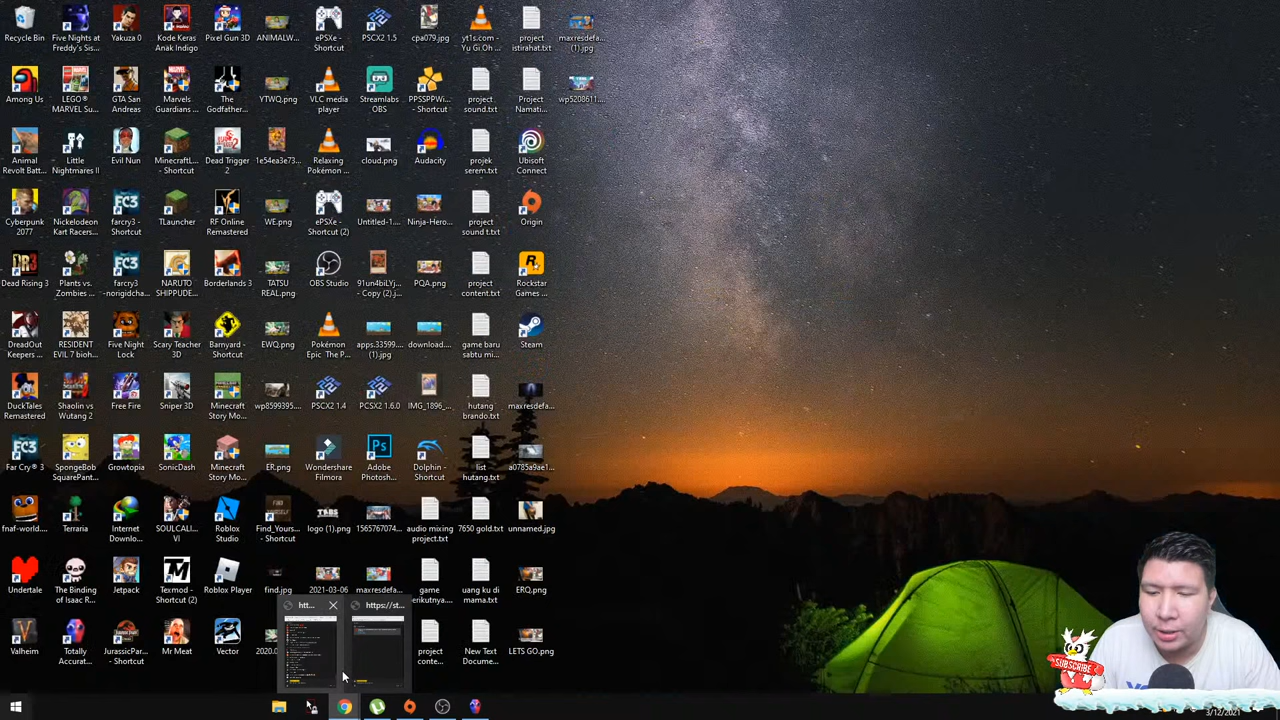 Recycle Bin
Five Nights at Freddy's Sis...
Yakuza 0
Kode Keras Anak Indigo
Pixel Gun 3D
ANIMALW...
ePSXe - Shortcut
PSCX2 1.5
cpa079.jpg
yt1s.com - Yu Gi Oh ...
project istirahat.txt
maxresdefa... (1).jpg
Among Us
LEGO® MARVEL Su...
GTA San Andreas
Marvels Guardians ...
The Godfather...
YTWQ.png
VLC media player
Streamlabs OBS
PPSSPPWi... - Shortcut
project sound.txt
Project Namati...
wp5208611...
Animal Revolt Batt...
Little Nightmares II
Evil Nun
MinecraftL... - Shortcut
Dead Trigger 2
1e54ea3e73...
Relaxing Pokémon ...
cloud.png
Audacity
projek serem.txt
Ubisoft Connect
Cyberpunk 2077
Nickelodeon Kart Racers...
farcry3 - Shortcut
TLauncher
RF Online Remastered
WE.png
ePSXe - Shortcut (2)
Untitled-1...
Ninja-Hero...
project sound t.txt
Origin
Dead Rising 3
Plants vs. Zombies ...
farcry3 -norigidcha...
NARUTO SHIPPUDE...
Borderlands 3
TATSU REAL.png
OBS Studio
91un4biLYj... - Copy (2).j...
PQA.png
project content.txt
Rockstar Games ...
DreadOut Keepers ...
RESIDENT EVIL 7 bioh...
Five Night Lock
Scary Teacher 3D
Barnyard - Shortcut
EWQ.png
Pokémon Epic The P...
apps.33599... (1).jpg
download....
game baru sabtu mi...
Steam
DuckTales Remastered
Shaolin vs Wutang 2
Free Fire
Sniper 3D
Minecraft Story Mo...
wp8599395....
PSCX2 1.4
PCSX2 1.6.0
IMG_1896_...
hutang brando.txt
maxresdefa...
Far Cry® 3
SpongeBob SquarePant...
Growtopia
SonicDash
Minecraft Story Mo...
ER.png
Wondershare Filmora
Adobe Photosh...
Dolphin - Shortcut
list hutang.txt
a0785a9ae1...
fnaf-world...
Terraria
Internet Downlo...
SOULCALI... VI
Roblox Studio
Find_Yours... - Shortcut
logo (1).png
1565767074...
audio mixing project.txt
7650 gold.txt
unnamed.jpg
Undertale
The Binding of Isaac R...
Jetpack
Texmod - Shortcut (2)
Roblox Player
find.jpg
2021-03-06
maxresdefa...
game berikutnya....
uang ku di mama.txt
ERQ.png
htt...
https://st...
Valheim
Totally Accurat...
JurassicPar... - Shortcut
Mr Meat
Vector
2020.0
project conte...
New Text Docume...
LETS GO.png
SUBSCRIBE
3/12/2021